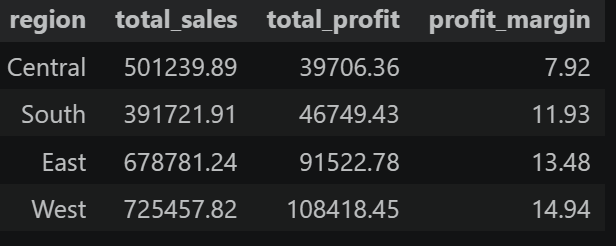 region total_sales total_profit profit_margin
Central 501239.89 39706.36 7.92
South 391721.91 46749.43 11.93
East 678781.24 91522.78 13.48
West 725457.82 108418.45 14.94